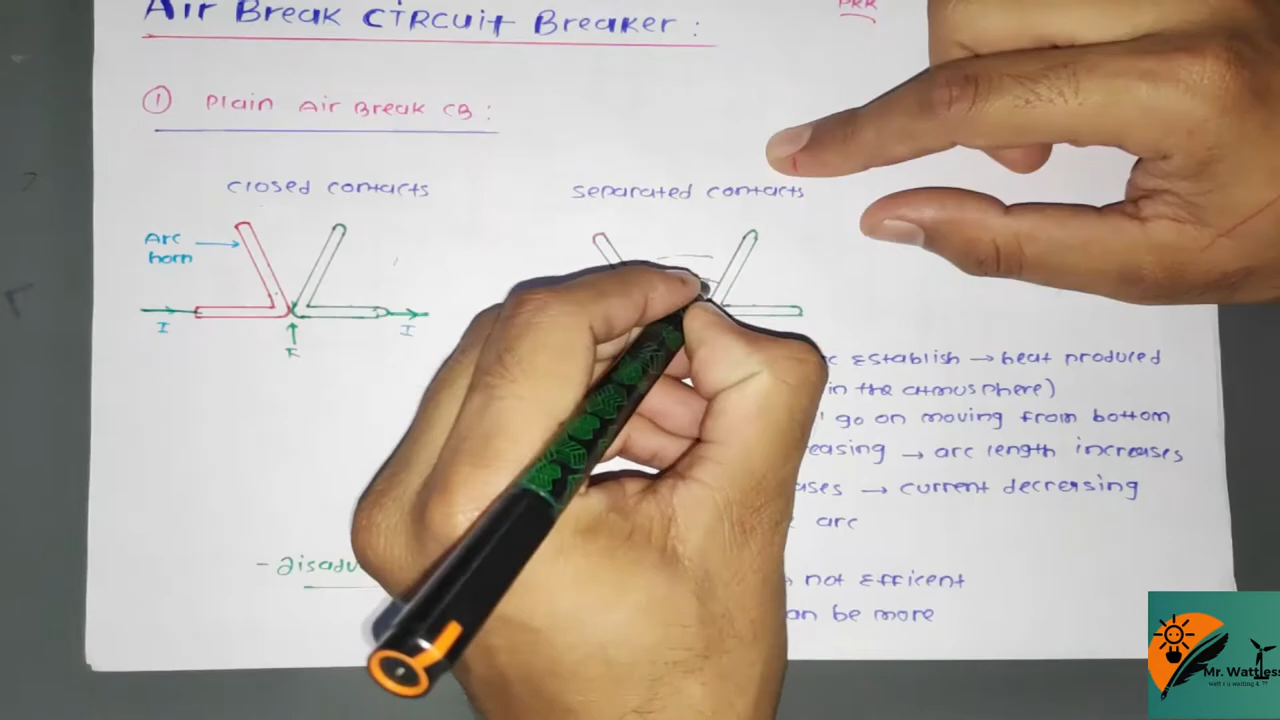 Air Break Circuit Breaker :
PKR
① Plain Air Break CB :
closed contacts
separated contacts
Arc
horn
I
I
establish → heat produced
in the atmosphere)
go on moving from bottom
easing → arc length increases
ases → current decreasing
arc
- Disadv
not Efficent
an be more
Mr. Wattless